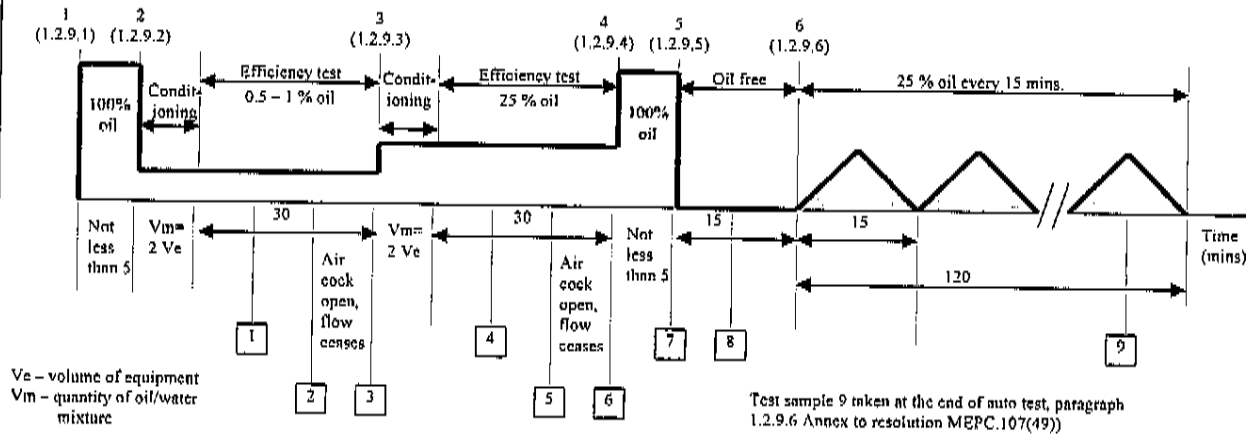 1
(1.2.9,1)
2
(1.2.9.2)
3
(1.2.9.3)
4
(1,2,9.4)
5
(1.2.9,5)
6
(1.2.9,6)
100%
oil
Condit-
ioning
Efficiency test
0.5 – 1 % oil
Condit-
ioning
Efficiency test
25 % oil
100%
oil
Oil free
25 % oil every 15 mins.
Not
less
than 5
Vm=
2 Ve
30
Air
cock
open,
flow
ceases
Vm=
2 Ve
30
Air
cock
open,
flow
ceases
Not
less
than 5
15
15
120
Time
(mins)
1
2
3
4
5
6
7
8
9
Ve – volume of equipment
Vm – quantity of oil/water
mixture
Test sample 9 taken at the end of auto test, paragraph
1.2.9.6 Annex to resolution MEPC.107(49))